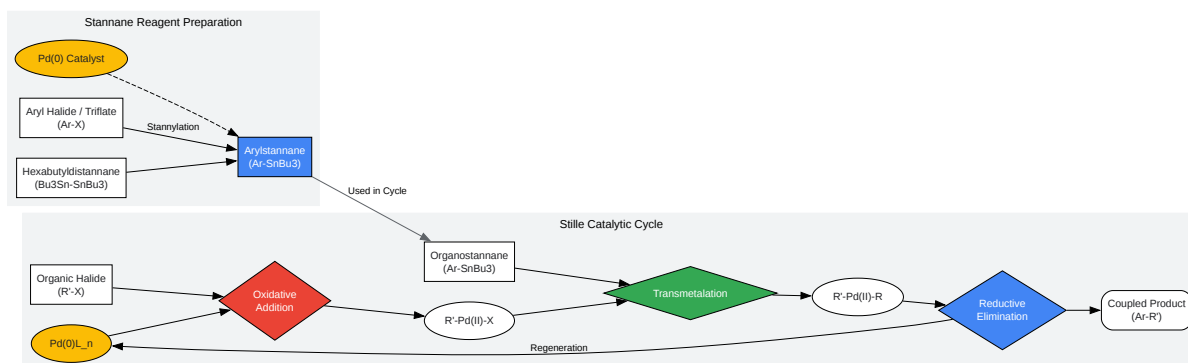 Stannane Reagent Preparation
Pd(0) Catalyst
Aryl Halide / Triflate
(Ar-X)
Stannylation
Hexabutyldistannane
(Bu3Sn-SnBu3)
Arylstannane
(Ar-SnBu3)
Used in Cycle
Stille Catalytic Cycle
Organic Halide
(R'-X)
Pd(0)L_n
Oxidative
Addition
Organostannane
(Ar-SnBu3)
R'-Pd(II)-X
Transmetalation
R'-Pd(II)-R
Reductive
Elimination
Coupled Product
(Ar-R')
Regeneration